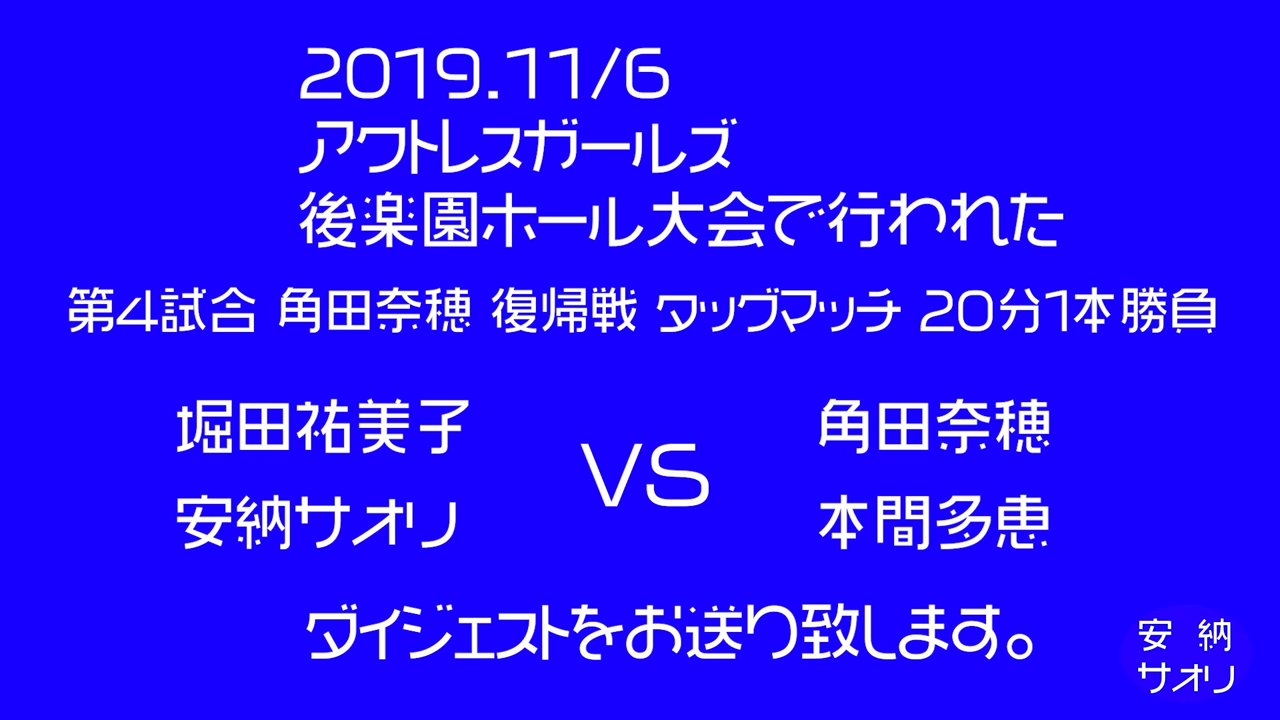 2019.11/6
アクトレスガールズ
後楽園ホール大会で行われた
第4試合 角田奈穂 復帰戦 タッグマッチ 20分1本勝負
堀田祐美子
安納サオリ
VS
角田奈穂
本間多恵
ダイジェストをお送り致します。
安 納
サオリ